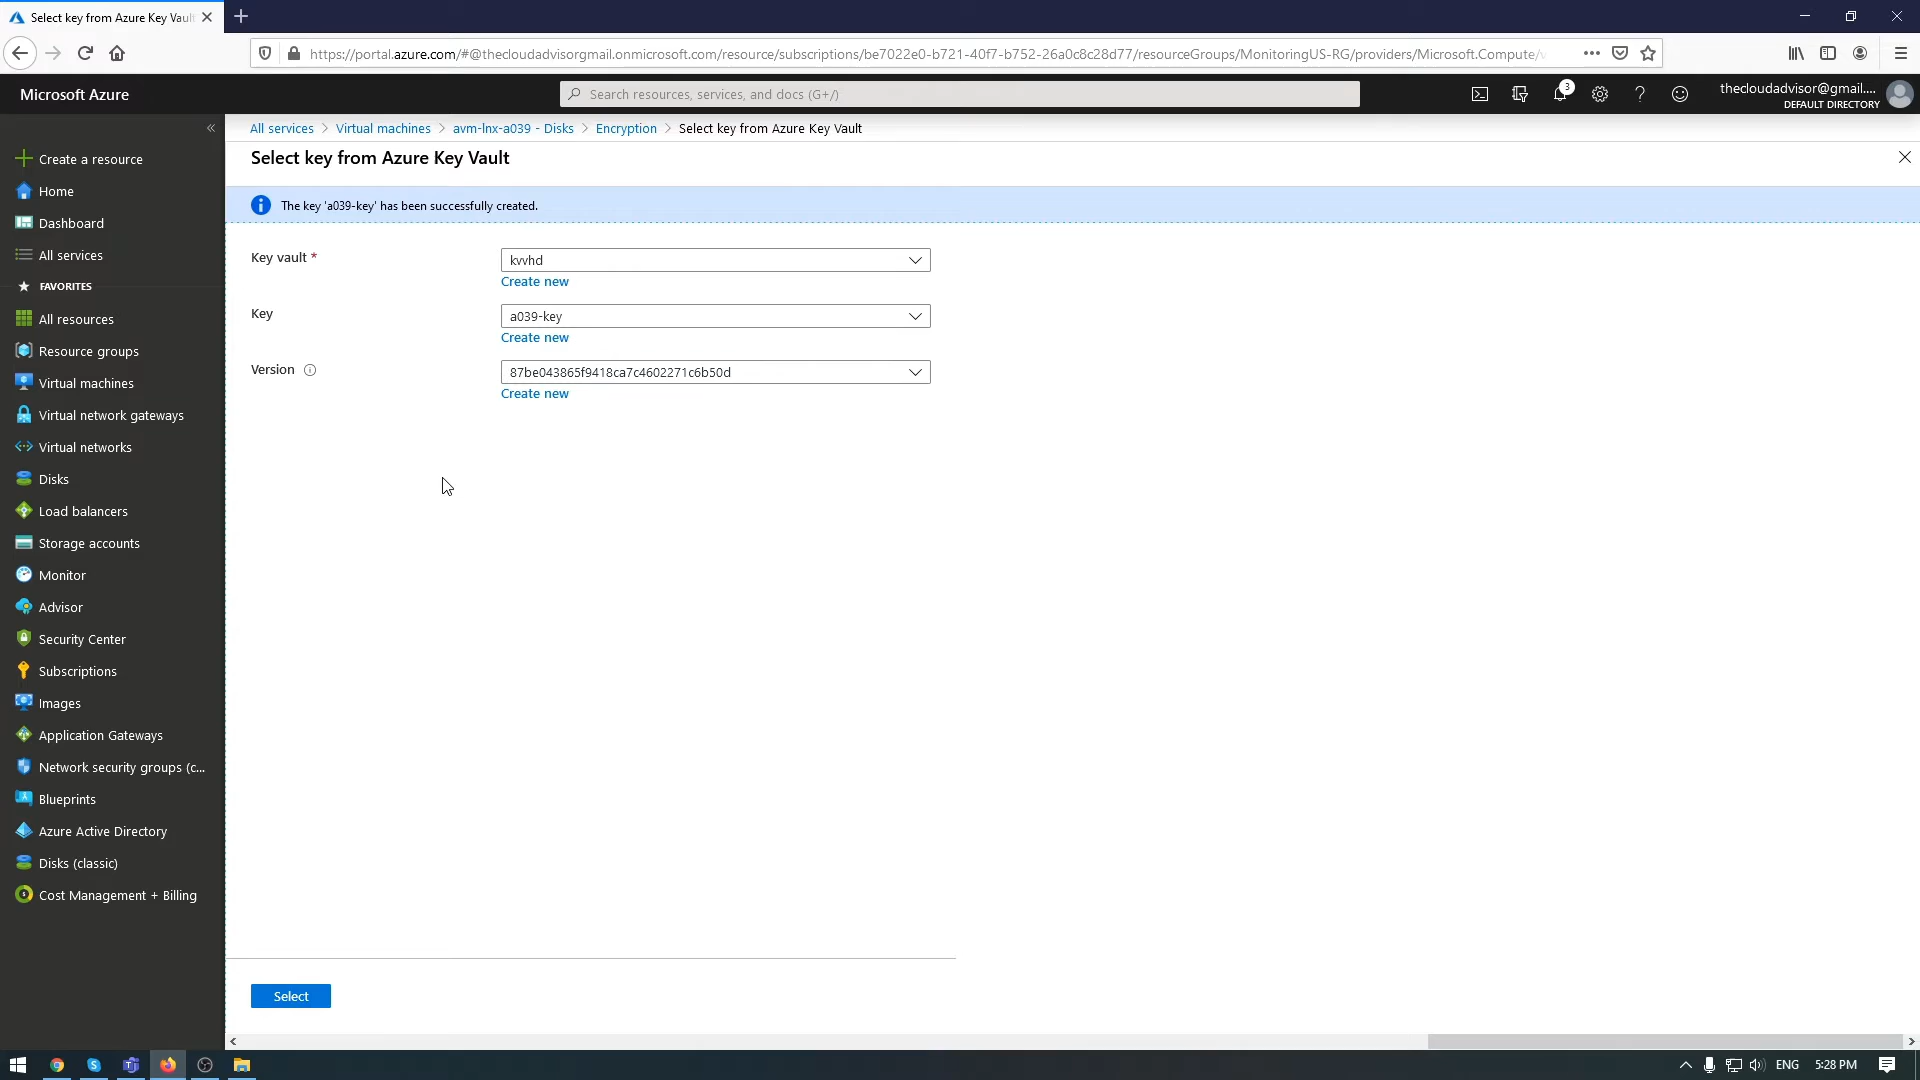 Select key from Azure Key Vaul
https://portal.azure.com/#@thecloudadvisorgmail.onmicrosoft.com/resource/subscriptions/be7022e0-b721-40f7-b752-26a0c8c28d77/resourceGroups/MonitoringUS-RG/providers/Microsoft.Compute/v
Microsoft Azure
Search resources, services, and docs (G+/)
3
thecloudadvisor@gmail....
DEFAULT DIRECTORY
All services > Virtual machines > avm-lnx-a039 - Disks > Encryption > Select key from Azure Key Vault
Select key from Azure Key Vault
The key 'a039-key' has been successfully created.
Key vault *
kvvhd
Create new
Key
a039-key
Create new
Version
87be043865f9418ca7c4602271c6b50d
Create new
Select
Create a resource
Home
Dashboard
All services
FAVORITES
All resources
Resource groups
Virtual machines
Virtual network gateways
Virtual networks
Disks
Load balancers
Storage accounts
Monitor
Advisor
Security Center
Subscriptions
Images
Application Gateways
Network security groups (c...
Blueprints
Azure Active Directory
Disks (classic)
Cost Management + Billing
ENG
5:28 PM